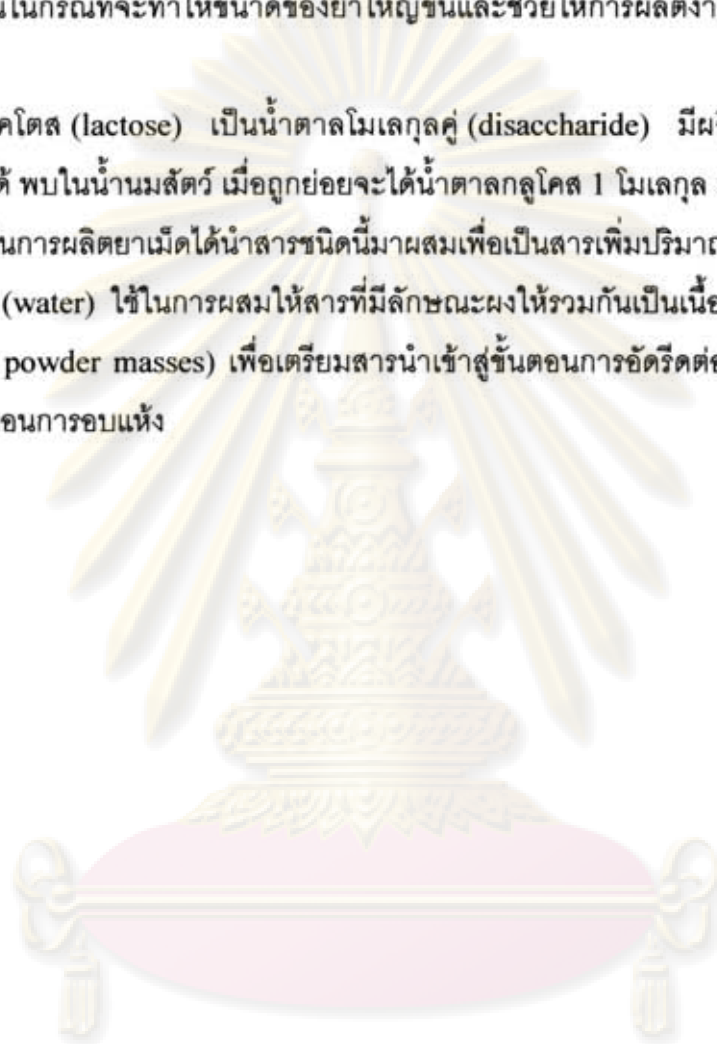 นในกรณีที่จะทำให้ขนาดของยาใหญ่ขึ้นและช่วยให้การผลิตง่า
คโตส (lactose) เป็นน้ำตาลโมเลกุลคู่ (disaccharide) มีผ
ด้ พบในน้ำนมสัตว์ เมื่อถูกย่อยจะได้น้ำตาลกลูโคส 1 โมเลกุล
นการผลิตยาเม็ดได้นำสารชนิดนี้มาผสมเพื่อเป็นสารเพิ่มปริมา
(water) ใช้ในการผสมให้สารที่มีลักษณะผงให้รวมกันเป็นเนื้อ
powder masses) เพื่อเตรียมสารนำเข้าสู่ขั้นตอนการอัดรีดต่อ
อนการอบแห้ง